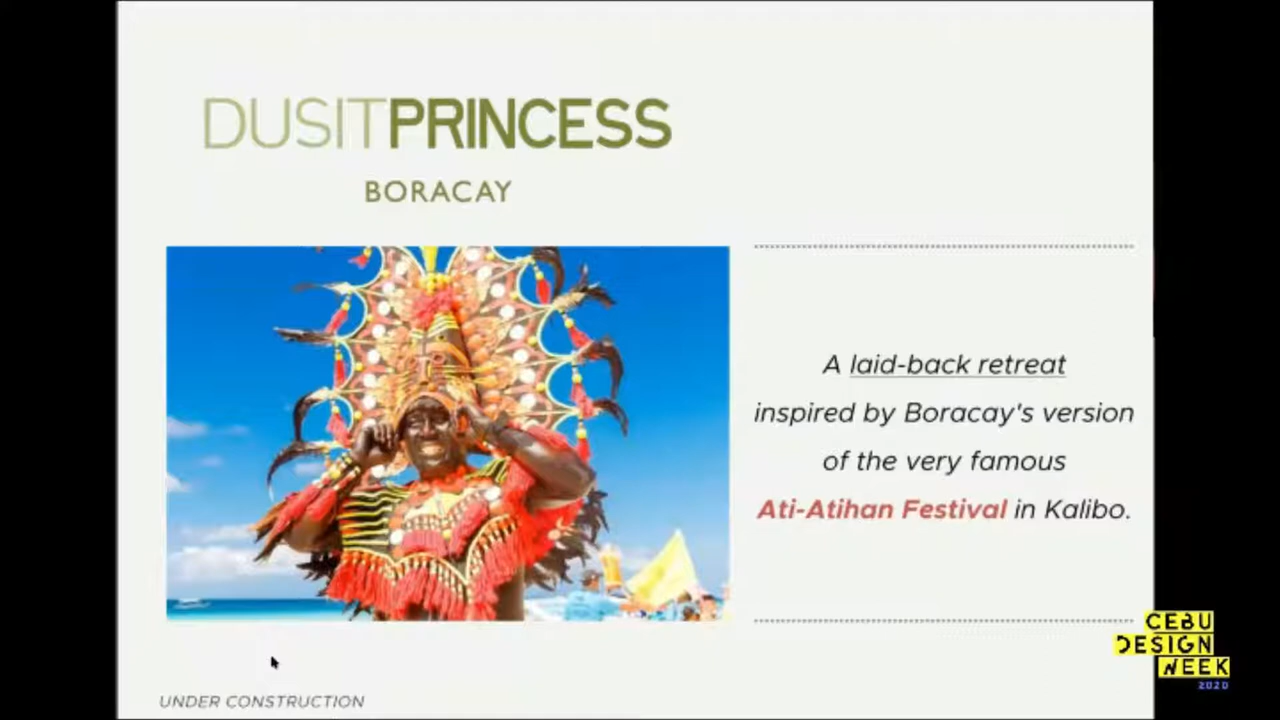 DUSITPRINCESS
BORACAY
A laid-back retreat
inspired by Boracay's version
of the very famous
Ati-Atihan Festival in Kalibo.
UNDER CONSTRUCTION
CEBU
DESIGN
WEEK
2020